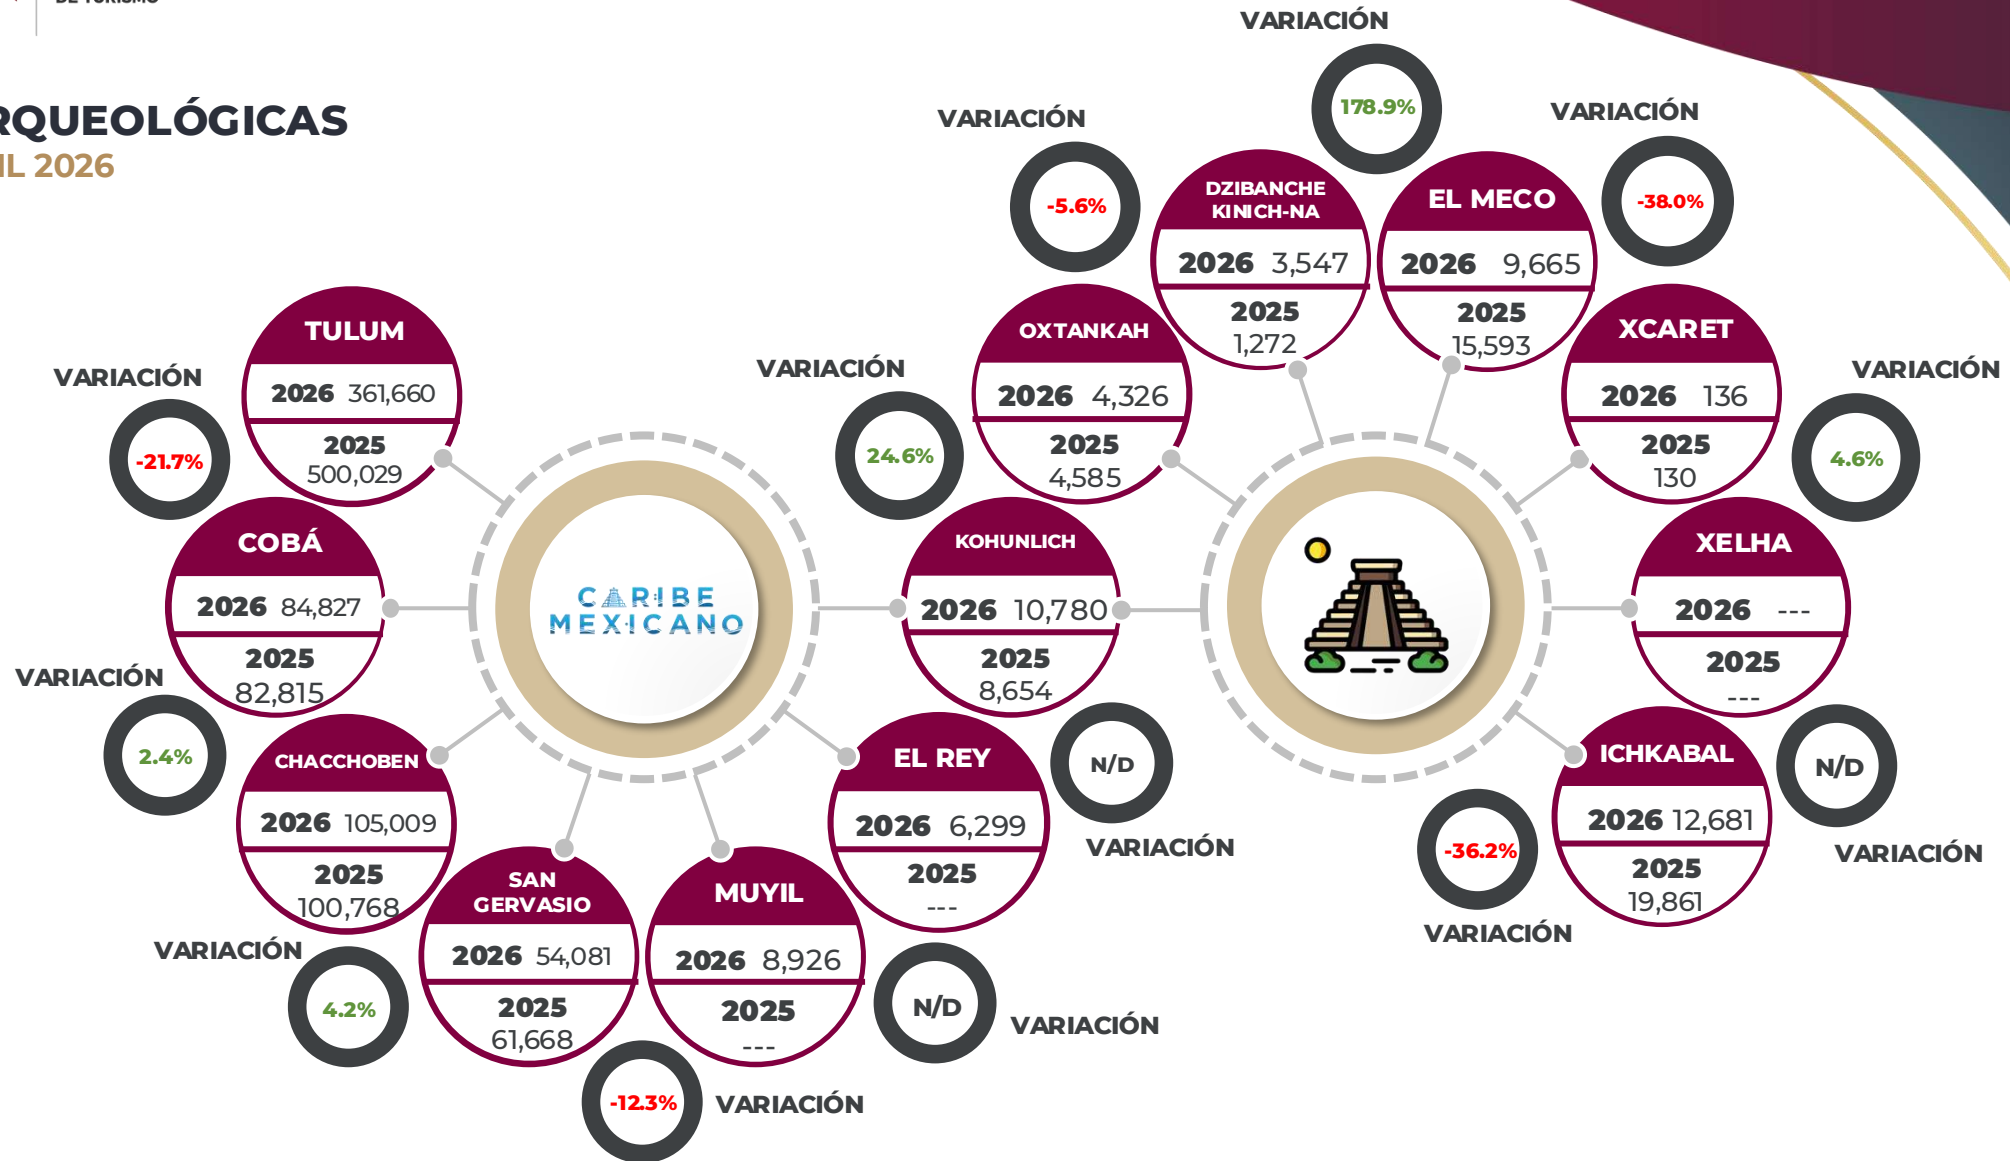 DE TURISMO
RQUEOLÓGICAS
IL 2026
TULUM
2026 361,660
2025
500,029
VARIACIÓN
-21.7%
COBÁ
2026 84,827
2025
82,815
VARIACIÓN
2.4%
CHACCHOBEN
2026 105,009
2025
100,768
VARIACIÓN
4.2%
SAN
GERVASIO
2026 54,081
2025
61,668
-12.3%
VARIACIÓN
MUYIL
2026 8,926
2025
---
N/D
VARIACIÓN
EL REY
2026 6,299
2025
---
N/D
VARIACIÓN
CARIBE
MEXICANO
KOHUNLICH
2026 10,780
2025
8,654
VARIACIÓN
24.6%
OXTANKAH
2026 4,326
2025
4,585
VARIACIÓN
-5.6%
DZIBANCHE
KINICH-NA
2026 3,547
2025
1,272
VARIACIÓN
178.9%
EL MECO
2026 9,665
2025
15,593
VARIACIÓN
-38.0%
XCARET
2026 136
2025
130
VARIACIÓN
4.6%
XELHA
2026 ---
2025
---
N/D
VARIACIÓN
ICHKABAL
2026 12,681
2025
19,861
-36.2%
VARIACIÓN